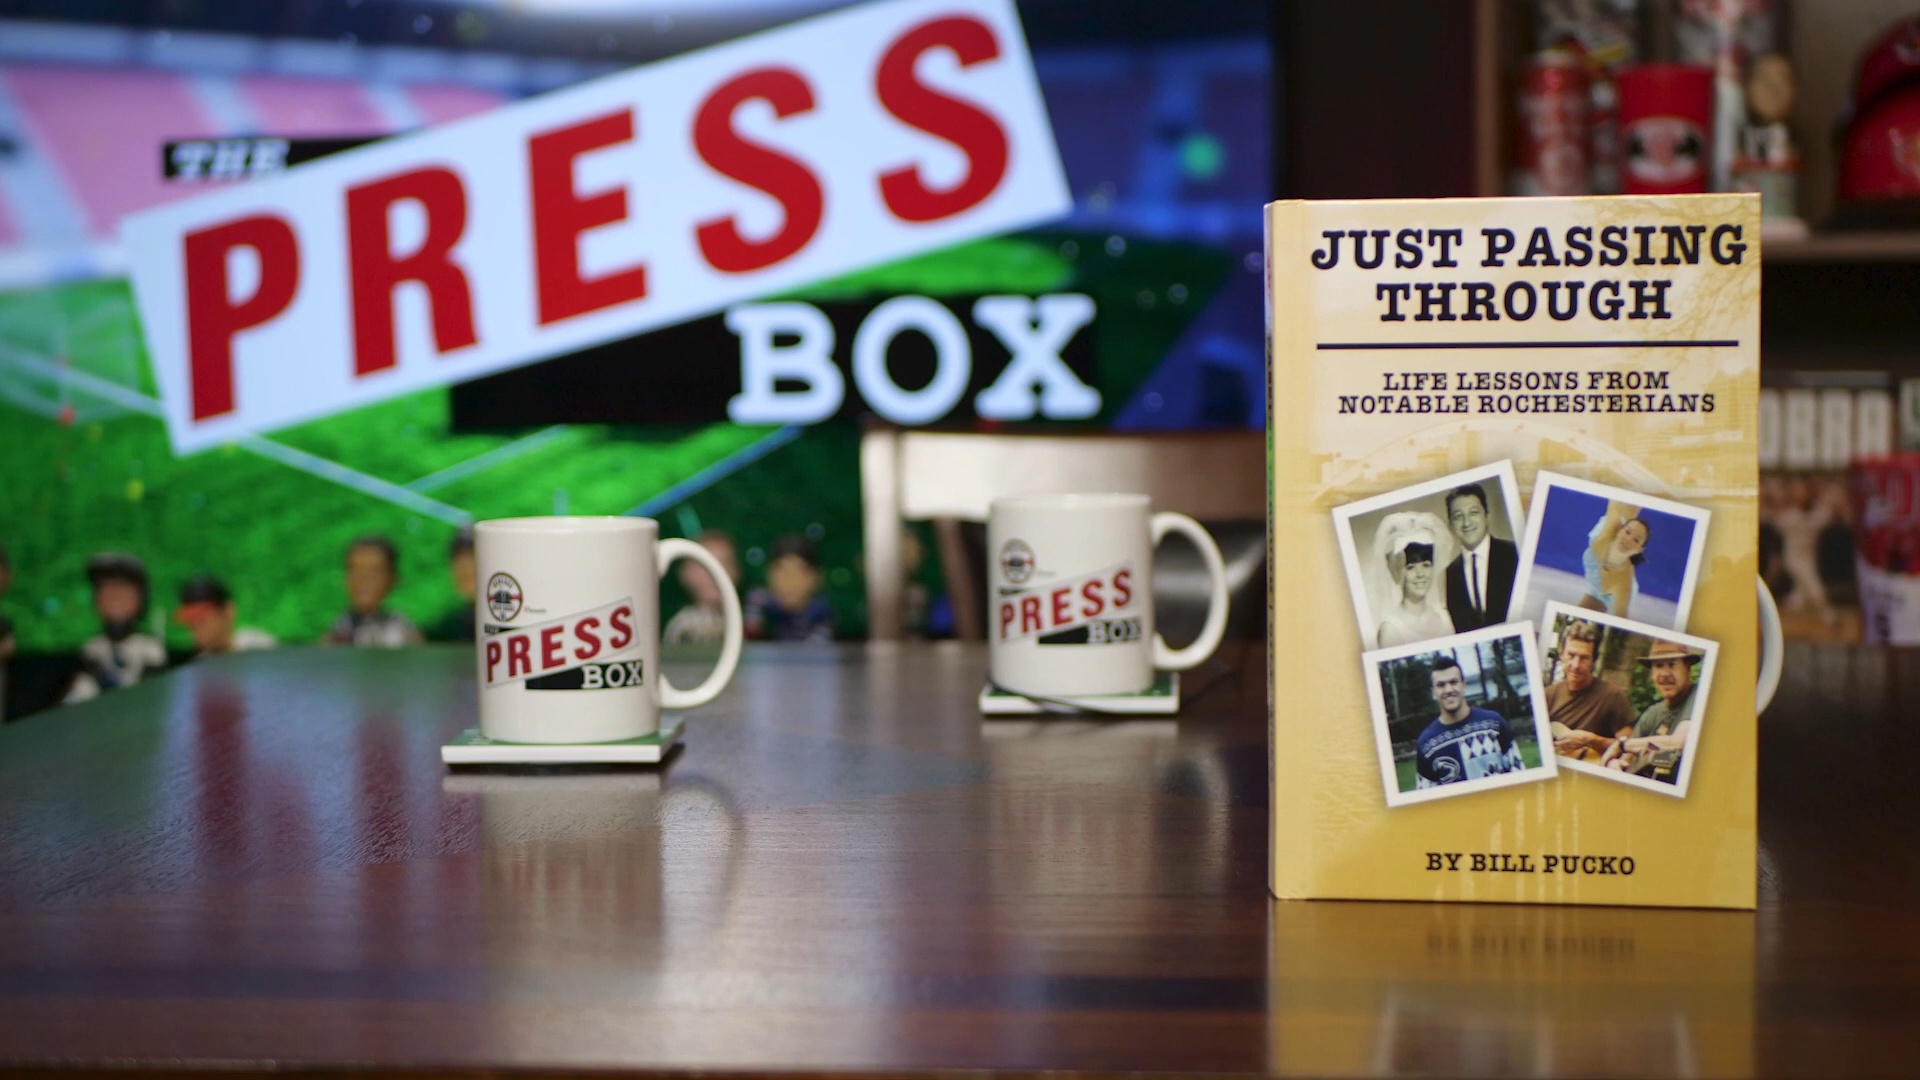 THE
PRESS
BOX
JUST PASSING
THROUGH
LIFE LESSONS FROM
NOTABLE ROCHESTERIANS
BY BILL PUCKO
PRESS
BOX
PRESS
BOX